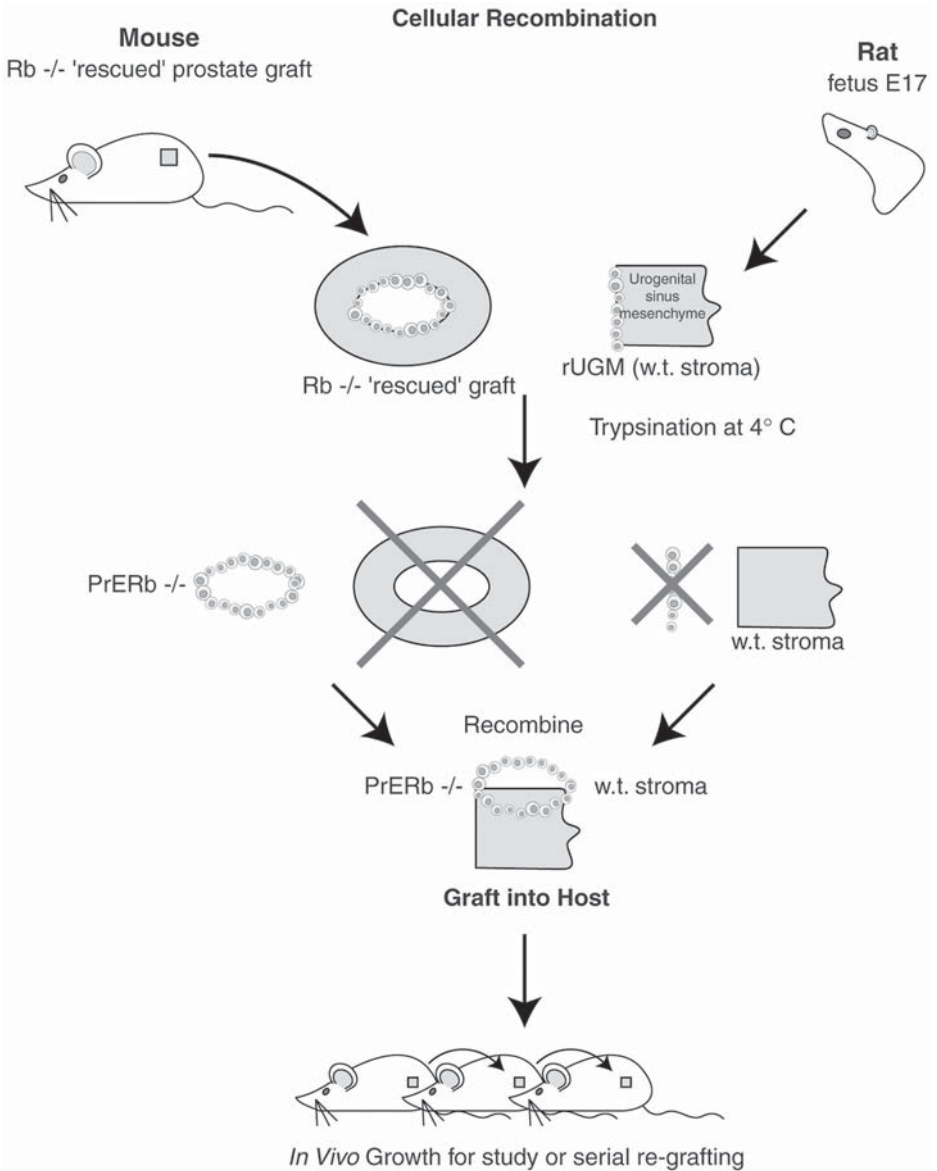 Cellular Recombination
Mouse
Rb -/- 'rescued' prostate graft
Rat
fetus E17
Urogenital
sinus
mesenchyme
Rb -/- 'rescued' graft
rUGM (w.t. stroma)
Trypsination at 4° C
PrERb -/-
w.t. stroma
Recombine
PrERb -/-
w.t. stroma
Graft into Host
In Vivo Growth for study or serial re-grafting